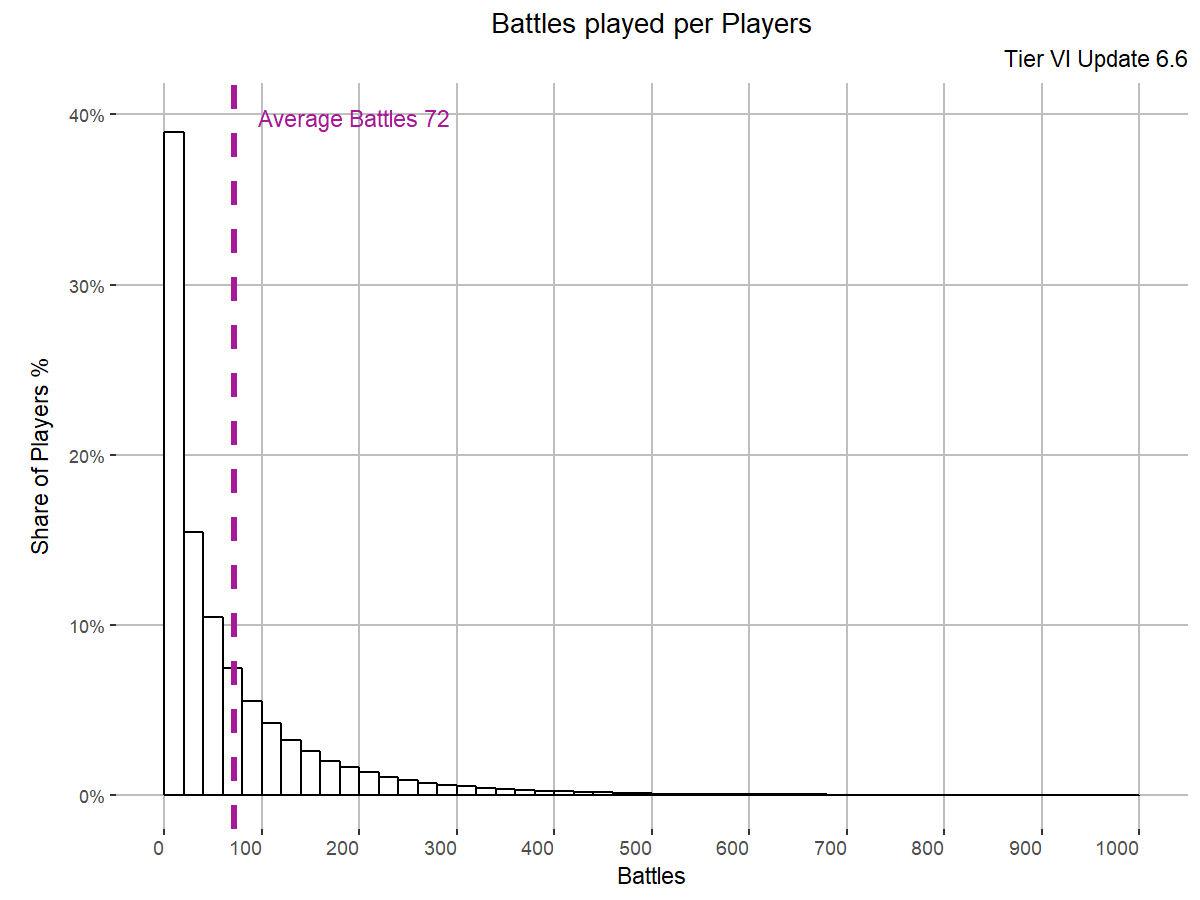 Battles played per Players
Tier VI Update 6.6
Average Battles 72
Share of Players %
40%
30%
20%
10%
0%
0 100 200 300 400 500 600 700 800 900 1000
Battles